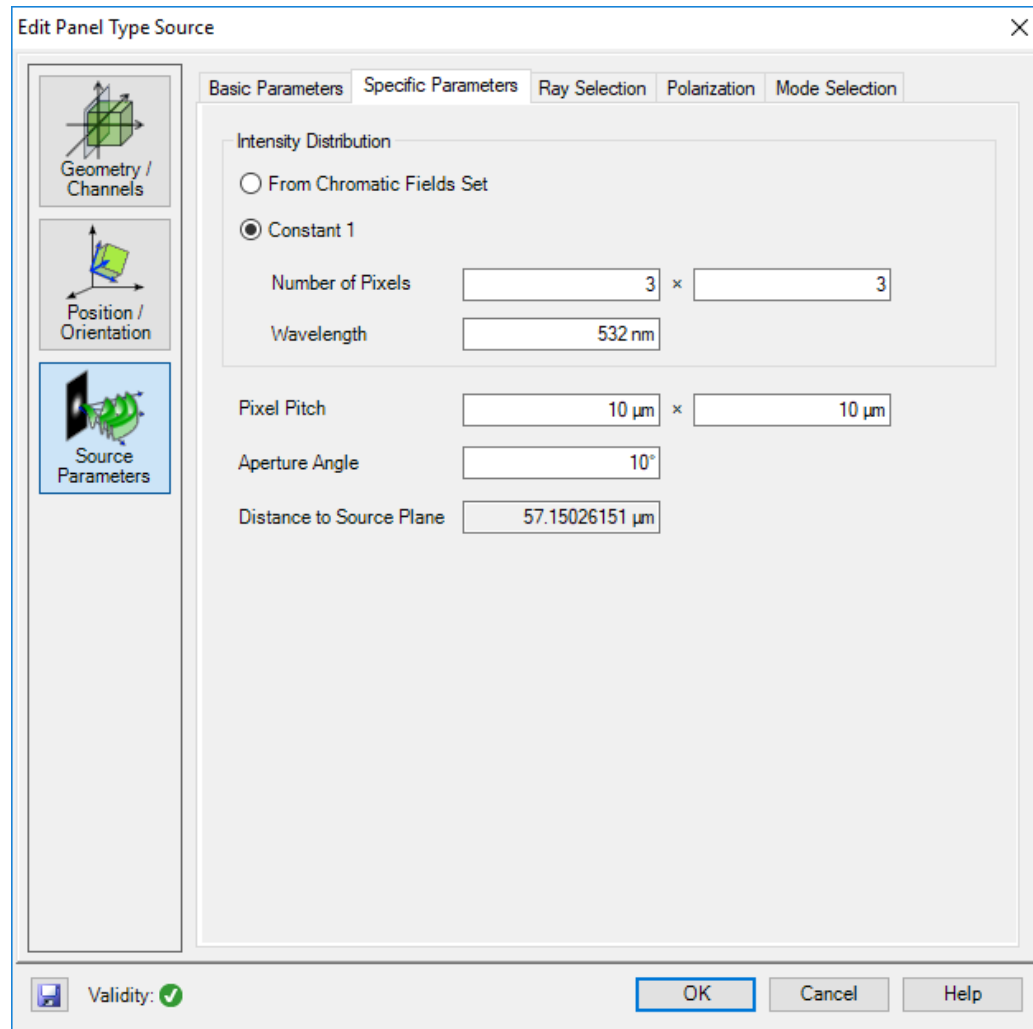 Edit Panel Type Source
Basic Parameters Specific Parameters Ray Selection Polarization Mode Selection
Geometry /
Channels
Position /
Orientation
Source
Parameters
Intensity Distribution
From Chromatic Fields Set
Constant 1
Number of Pixels 3 × 3
Wavelength 532 nm
Pixel Pitch 10 µm × 10 µm
Aperture Angle 10°
Distance to Source Plane 57.15026151 µm
Validity: OK Cancel Help